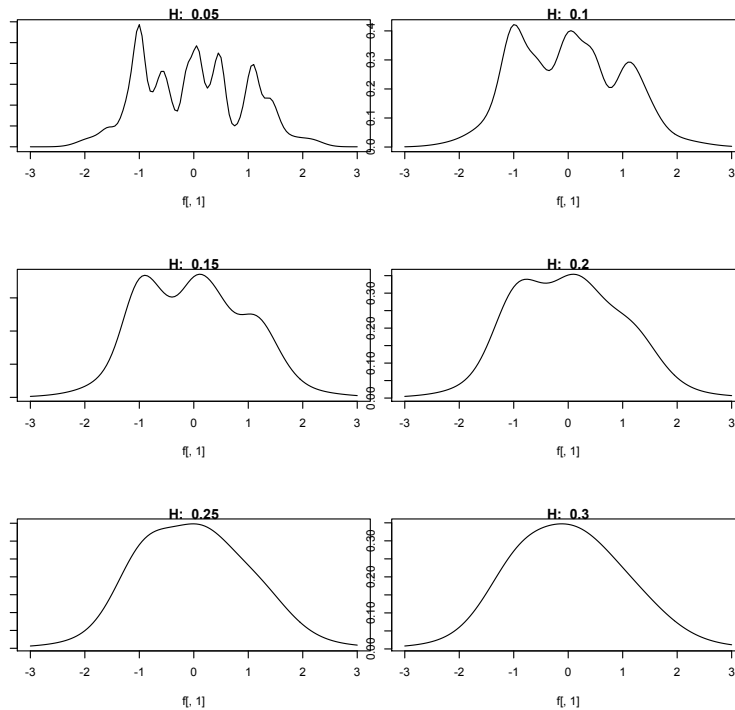 H: 0.05
-3 -2 -1 0 1 2 3
f[, 1]
H: 0.1
0.0 0.1 0.2 0.3 0.4
-3 -2 -1 0 1 2 3
f[, 1]
H: 0.15
-3 -2 -1 0 1 2 3
f[, 1]
H: 0.2
0.00 0.10 0.20 0.30
-3 -2 -1 0 1 2 3
f[, 1]
H: 0.25
-3 -2 -1 0 1 2 3
f[, 1]
H: 0.3
0.00 0.10 0.20 0.30
-3 -2 -1 0 1 2 3
f[, 1]